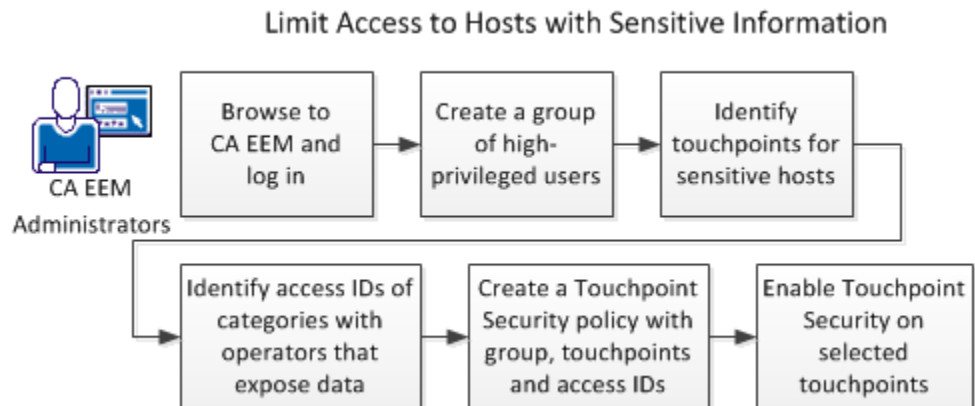 Limit Access to Hosts with Sensitive Information
CA EEM
Administrators
Browse to
CA EEM and
log in
Create a group
of high-
privileged users
Identify
touchpoints for
sensitive hosts
Identify access IDs of
categories with
operators that
expose data
Create a Touchpoint
Security policy with
group, touchpoints
and access IDs
Enable Touchpoint
Security on
selected
touchpoints